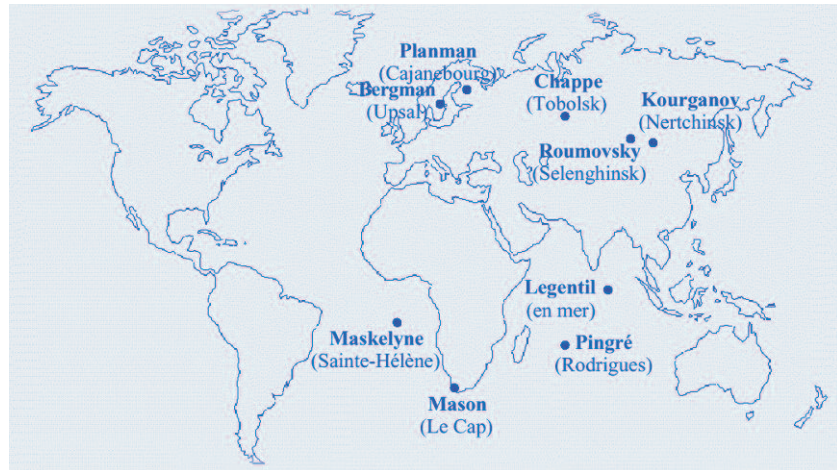 Planman
(Cajanebourg)
Bergman
(Upsal)
Chappe
(Tobolsk)
Kourganov
(Nertchinsk)
Roumovsky
(Selenghinsk)
Legentil
(en mer)
Maskelyne
(Sainte-Hélène)
Pingré
(Rodrigues)
Mason
(Le Cap)